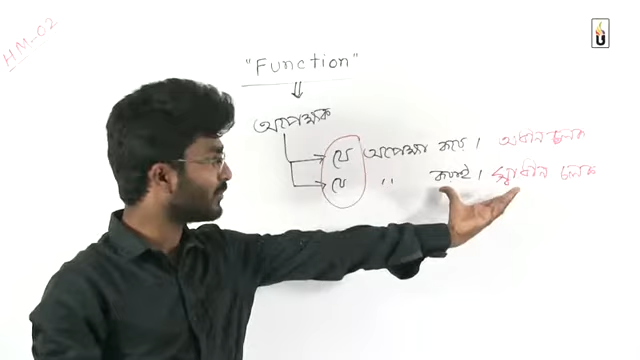 HM-02
"Function"
⇓
অপেক্ষক
যে অপেক্ষা করে। অধীন চলক
যে " করাই। স্বাধীন চলক
U